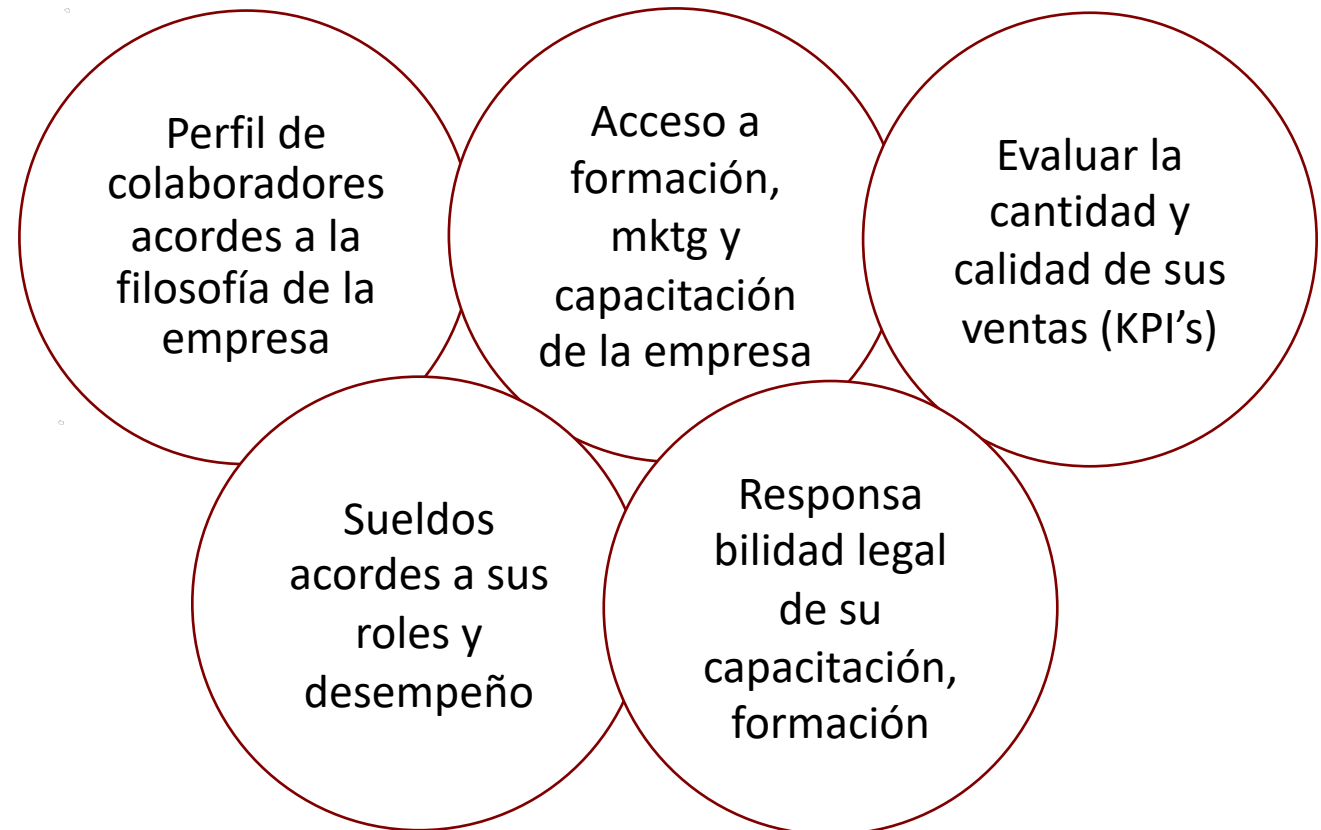 Perfil de
colaboradores
acordes a la
filosofía de la
empresa
Acceso a
formación,
mktg y
capacitación
de la empresa
Evaluar la
cantidad y
calidad de sus
ventas (KPI’s)
Sueldos
acordes a sus
roles y
desempeño
Responsa
bilidad legal
de su
capacitación,
formación